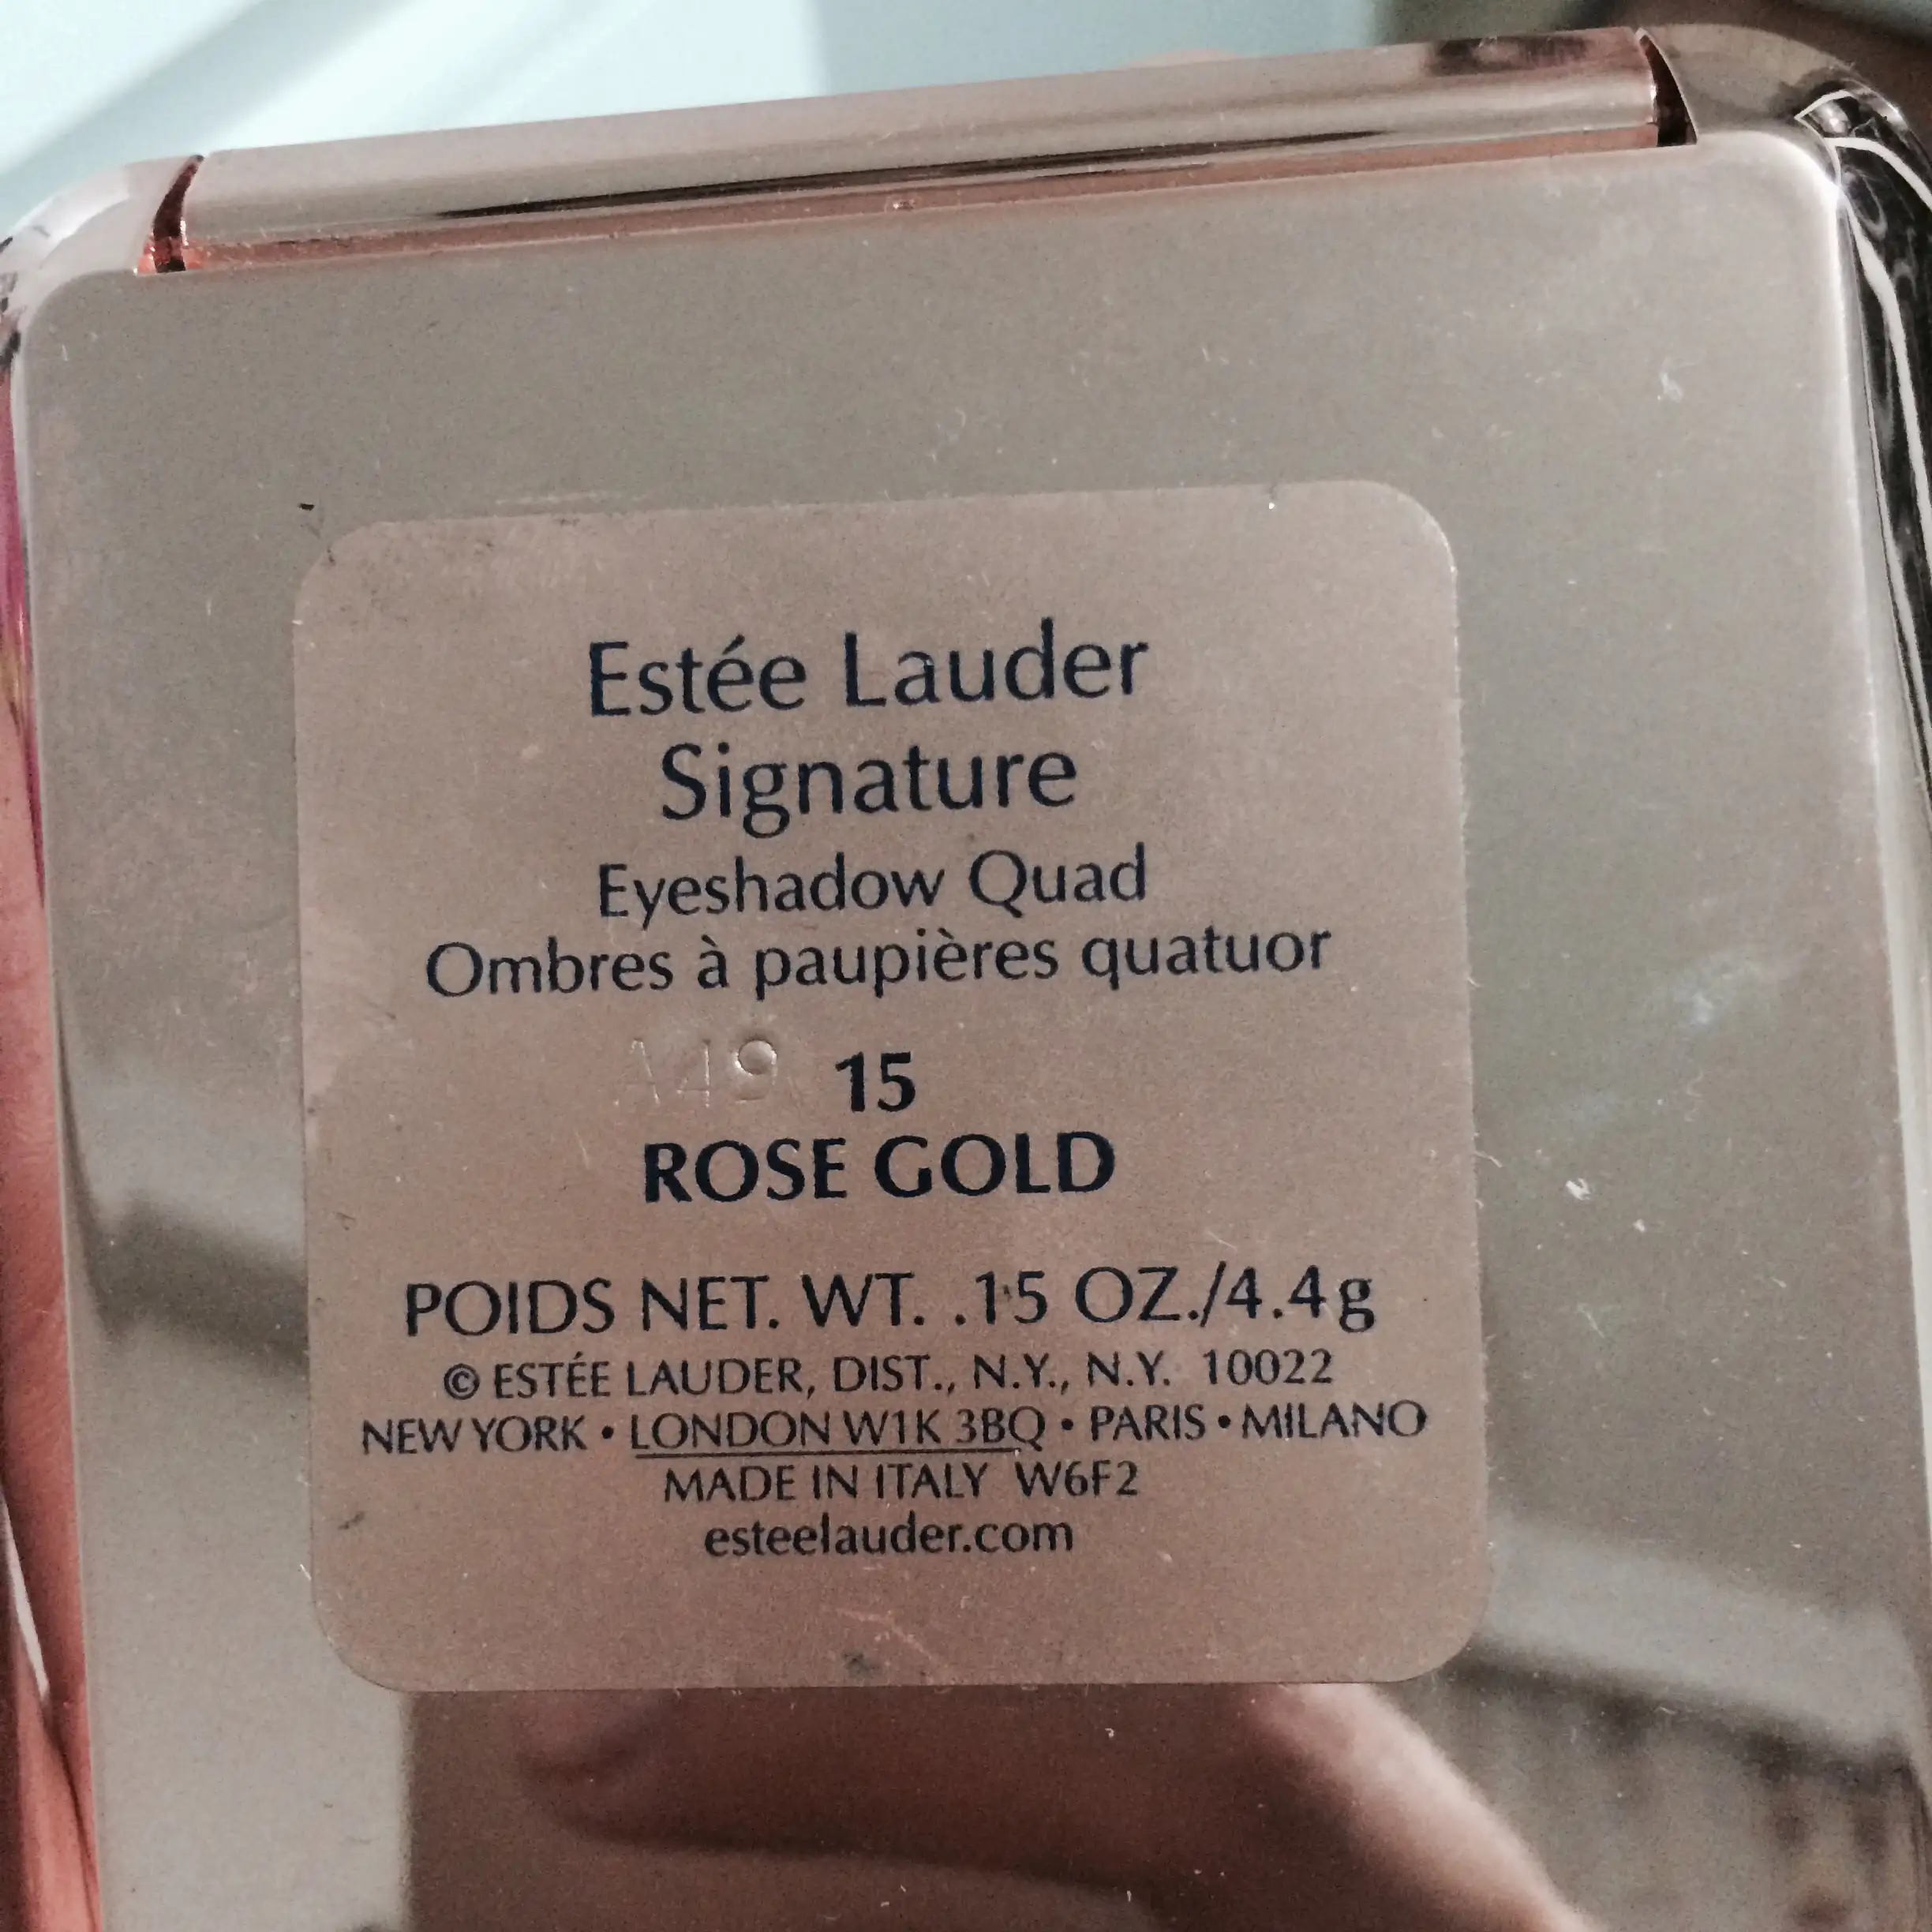 Estée Lauder
Signature
Eyeshadow Quad
Ombres à paupières quatuor
A49 15
ROSE GOLD
POIDS NET. WT. .15 OZ./4.4g
© ESTÉE LAUDER, DIST., N.Y., N.Y. 10022
NEW YORK • LONDON W1K 3BQ • PARIS • MILANO
MADE IN ITALY W6F2
esteelauder.com